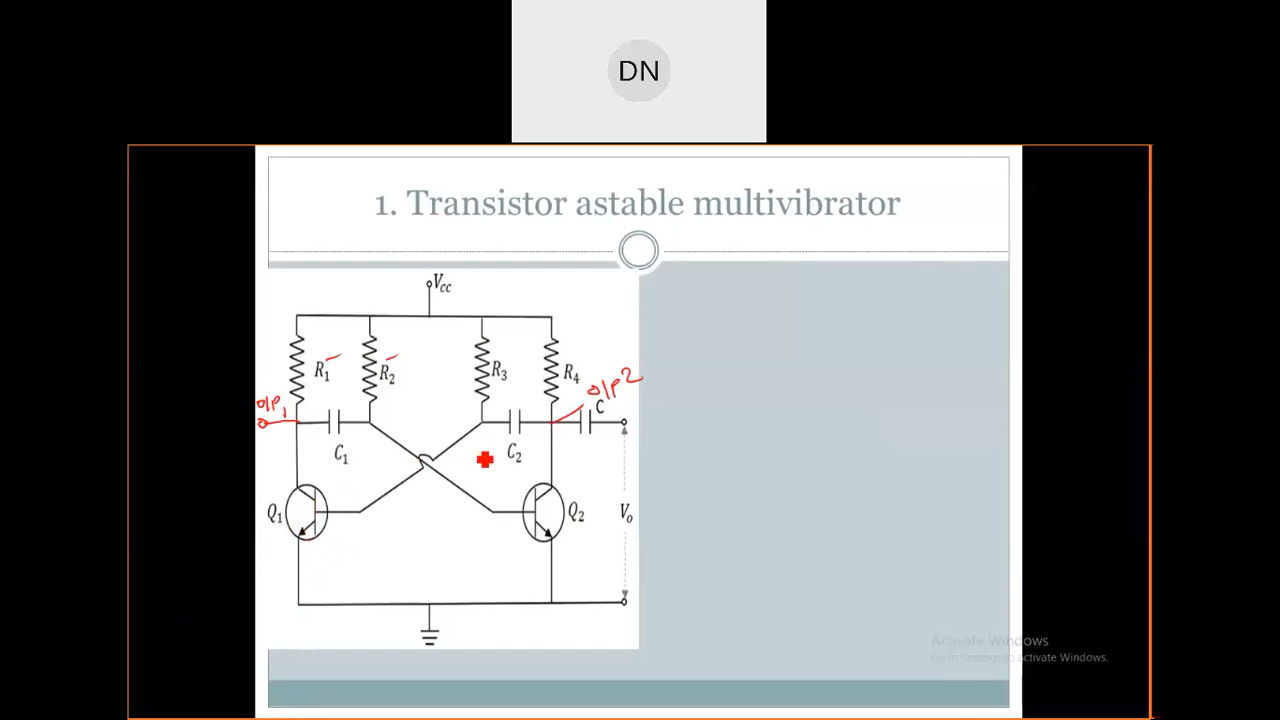 DN
1. Transistor astable multivibrator
Vcc
R1
R2
R3
R4
o/p1
o/p2
C
C1
C2
Q1
Q2
Vo
Activate Windows